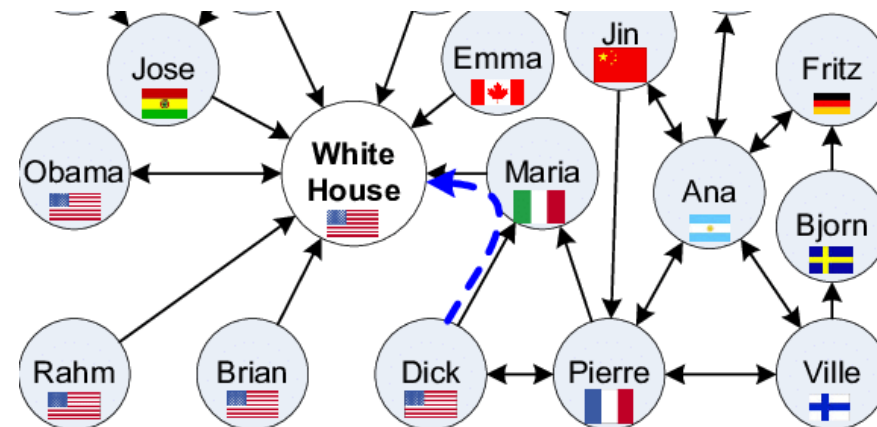 Jin
Emma
Jose
Fritz
White
House
Obama
Maria
Ana
Bjorn
Rahm
Brian
Dick
Pierre
Ville